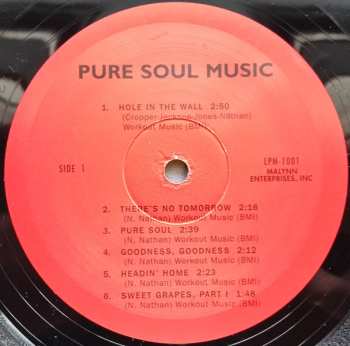 PURE SOUL MUSIC
1. HOLE IN THE WALL 2:50
(Cropper-Jackson-Jones-Nathan)
Workout Music (BMI)
SIDE 1
LPM-1001
MALYNN
ENTERPRISES, INC
2. THERE'S NO TOMORROW 2:16
(N. Nathan) Workout Music (BMI)
3. PURE SOUL 2:39
(N. Nathan) Workout Music (BMI)
4. GOODNESS, GOODNESS 2:12
(N. Nathan) Workout Music (BMI)
5. HEADIN' HOME 2:23
(N. Nathan) Workout Music (BMI)
6. SWEET GRAPES, PART I 1:48
(N. Nathan) Workout Music (BMI)